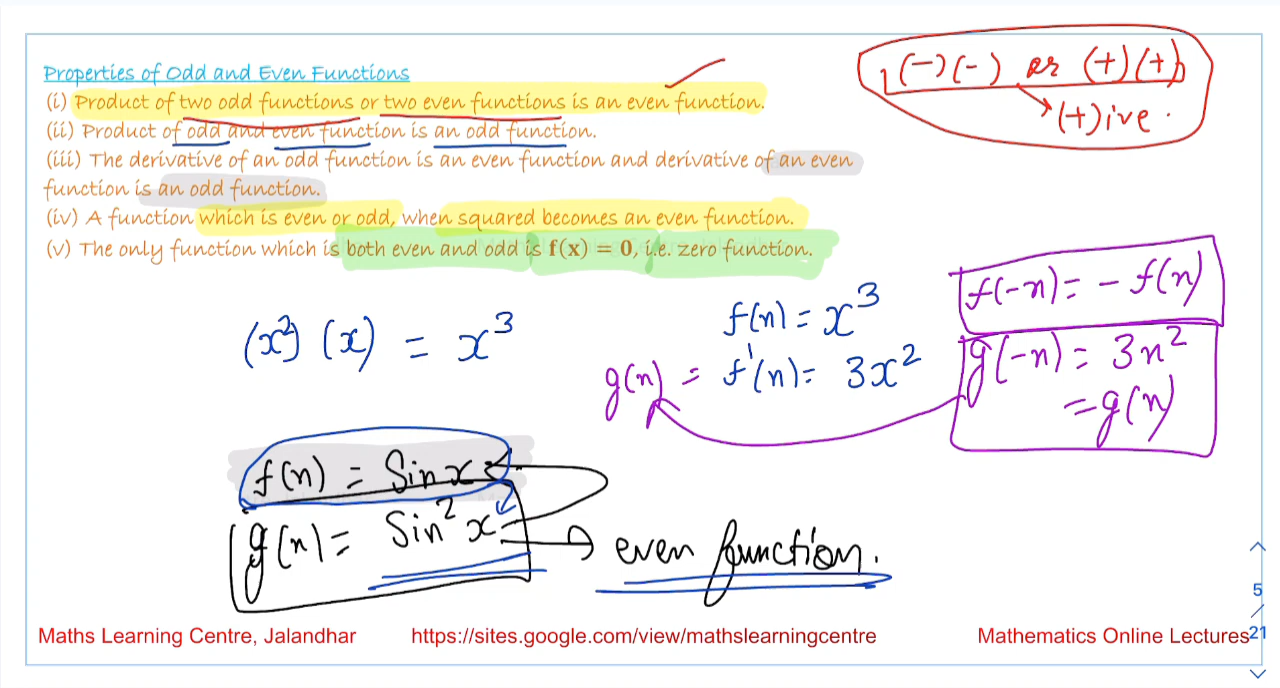 Properties of Odd and Even Functions
(i) Product of two odd functions or two even functions is an even function.
(ii) Product of odd and even function is an odd function.
(iii) The derivative of an odd function is an even function and derivative of an even
function is an odd function.
(iv) A function which is even or odd, when squared becomes an even function.
(v) The only function which is both even and odd is f(x) = 0, i.e. zero function.
(-)(-) or (+)(+)
(+)ive.
(x²) (x) = x³
f(x) = x³
g(x) = f'(x) = 3x²
f(-x) = - f(x)
g(-x) = 3x²
= g(x)
f(x) = Sin x
g(x) = Sin² x
even function.
Maths Learning Centre, Jalandhar
https://sites.google.com/view/mathslearningcentre
Mathematics Online Lectures
5
/
21